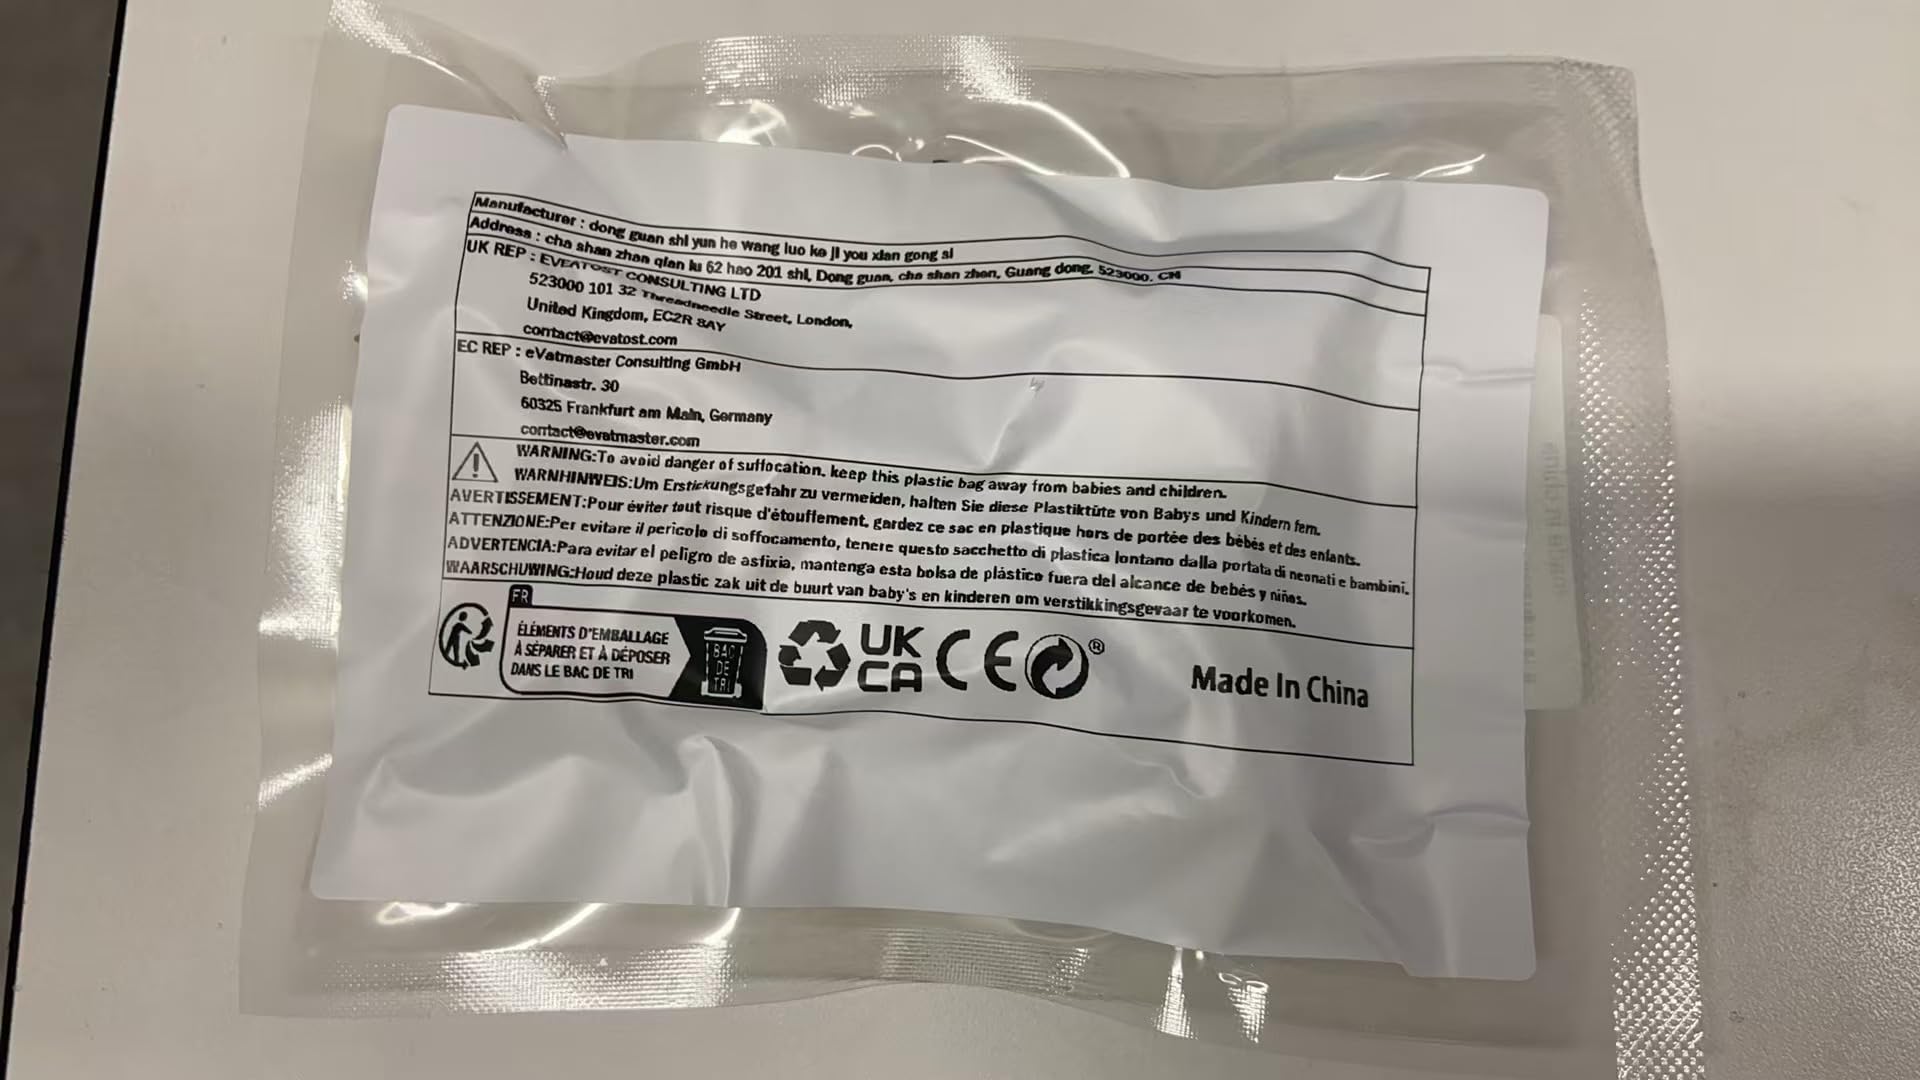 Manufacturer : dong guan shi yun he wang luo ke ji you xian gong si
Address : cha shan zhan qian lu 62 hao 201 shi, Dong guan, cha shan zhen, Guang dong, 523000. CN
UK REP : EVEATOST CONSULTING LTD
523000 101 32 Threadneedle Street, London,
United Kingdom, EC2R 8AY
contact@evatost.com
EC REP : eVatmaster Consulting GmbH
Bettinastr. 30
60325 Frankfurt am Main, Germany
contact@evatmaster.com
WARNING:To avoid danger of suffocation. keep this plastic bag away from babies and children.
WARNHINWEIS:Um Erstickungsgefahr zu vermeiden, halten Sie diese Plastiktüte von Babys und Kindern fern.
AVERTISSEMENT:Pour éviter tout risque d'étouffement, gardez ce sac en plastique hors de portée des bébés et des enfants.
ATTENZIONE:Per evitare il pericolo di soffocamento, tenere questo sacchetto di plastica lontano dalla portata di neonati e bambini.
ADVERTENCIA:Para evitar el peligro de asfixia, mantenga esta bolsa de plástico fuera del alcance de bebés y niños.
WAARSCHUWING:Houd deze plastic zak uit de buurt van baby's en kinderen om verstikkingsgevaar te voorkomen.
FR
ÉLÉMENTS D'EMBALLAGE
À SÉPARER ET À DÉPOSER
DANS LE BAC DE TRI
BAC
DE
TRI
UK
CA
CE
®
Made In China